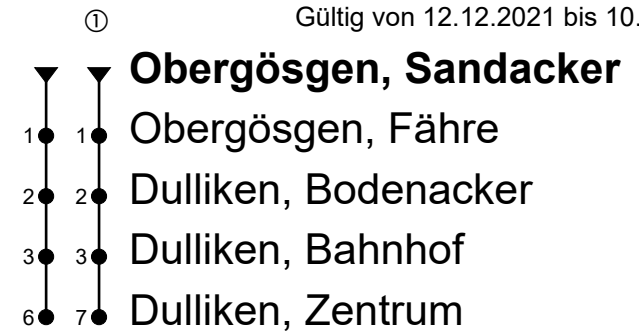 ① Gültig von 12.12.2021 bis 10.
Obergösgen, Sandacker
1 1 Obergösgen, Fähre
2 2 Dulliken, Bodenacker
3 3 Dulliken, Bahnhof
6 7 Dulliken, Zentrum